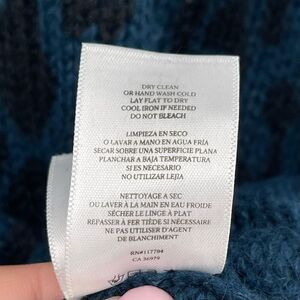 DRY CLEAN
OR HAND WASH COLD
LAY FLAT TO DRY
COOL IRON IF NEEDED
DO NOT BLEACH
LIMPIEZA EN SECO
O LAVAR A MANO EN AGUA FRÍA
SECAR SOBRE UNA SUPERFICIE PLANA
PLANCHAR A BAJA TEMPERATURA
SI ES NECESARIO
NO UTILIZAR LEJIA
NETTOYAGE A SEC
OU LAVER À LA MAIN EN EAU FROIDE
SÉCHER LE LINGE À PLAT
REPASSER À FER TIÈDE SI NÉCESSAIRE
NE PAS UTILISER D'AGENT
DE BLANCHIMENT
RN#117794
CA 36979